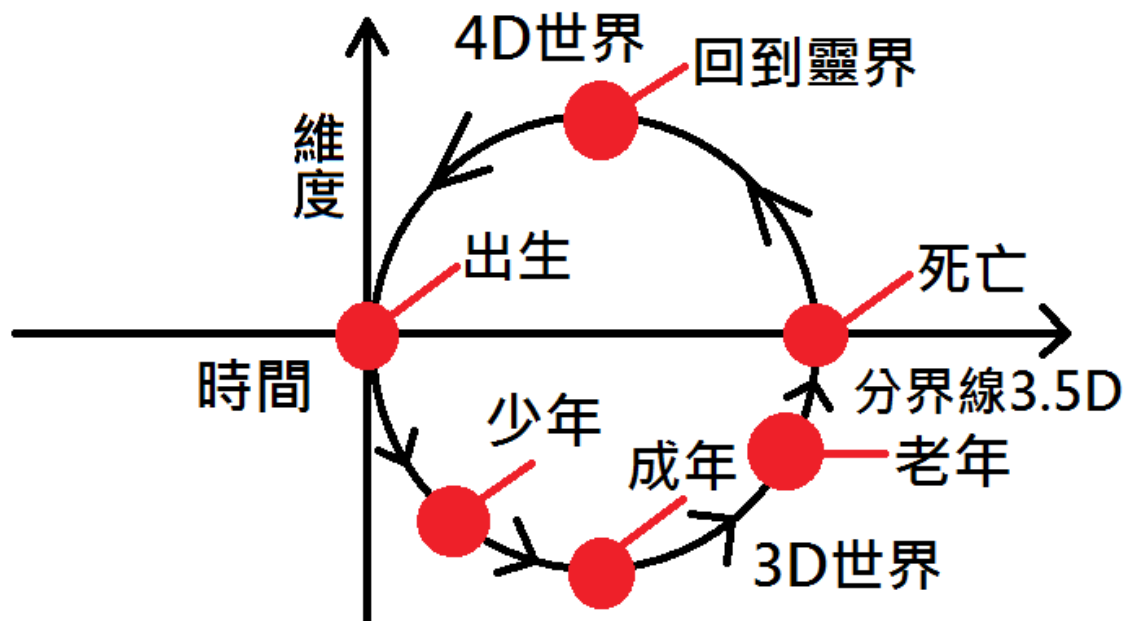 4D世界
回到靈界
維度
出生
死亡
時間
分界線3.5D
少年
成年
老年
3D世界